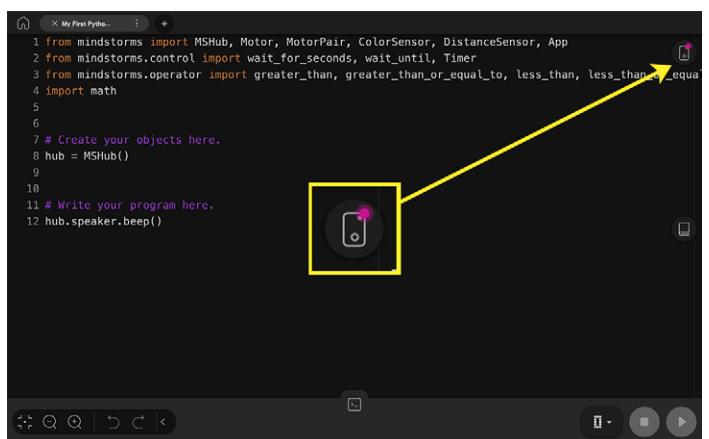 My First Pytho...
1 from mindstorms import MSHub, Motor, MotorPair, ColorSensor, DistanceSensor, App
2 from mindstorms.control import wait_for_seconds, wait_until, Timer
3 from mindstorms.operator import greater_than, greater_than_or_equal_to, less_than, less_than_or_equa
4 import math
5
6
7 # Create your objects here.
8 hub = MSHub()
9
10
11 # Write your program here.
12 hub.speaker.beep()